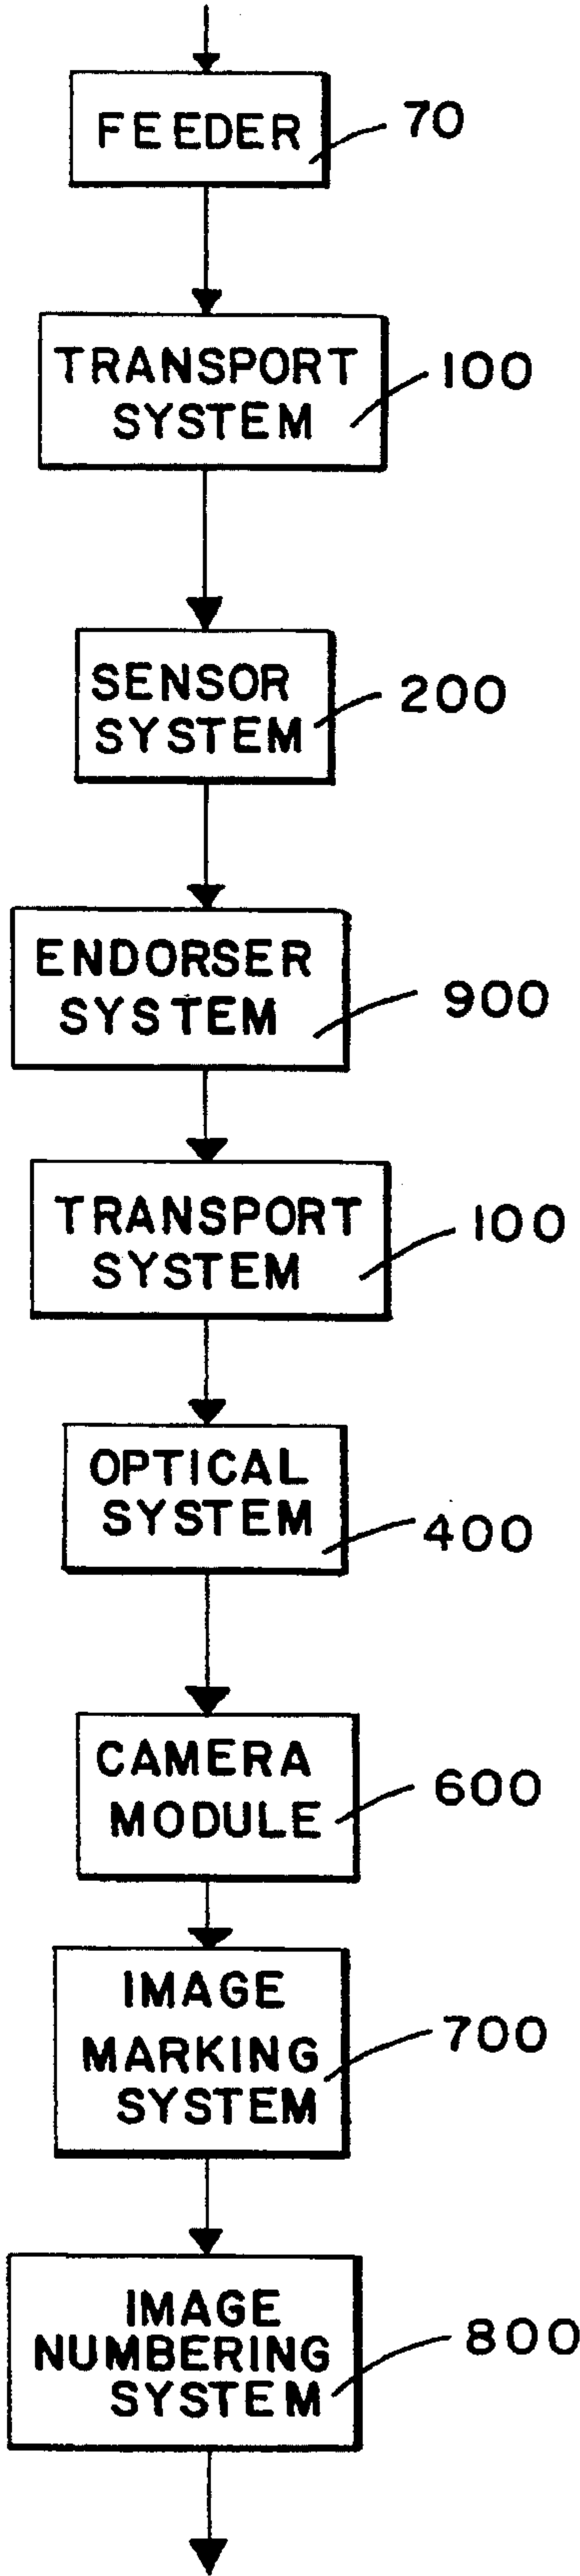 FEEDER
70
TRANSPORT
SYSTEM
100
SENSOR
SYSTEM
200
ENDORSER
SYSTEM
900
TRANSPORT
SYSTEM
100
OPTICAL
SYSTEM
400
CAMERA
MODULE
600
IMAGE
MARKING
SYSTEM
700
IMAGE
NUMBERING
SYSTEM
800